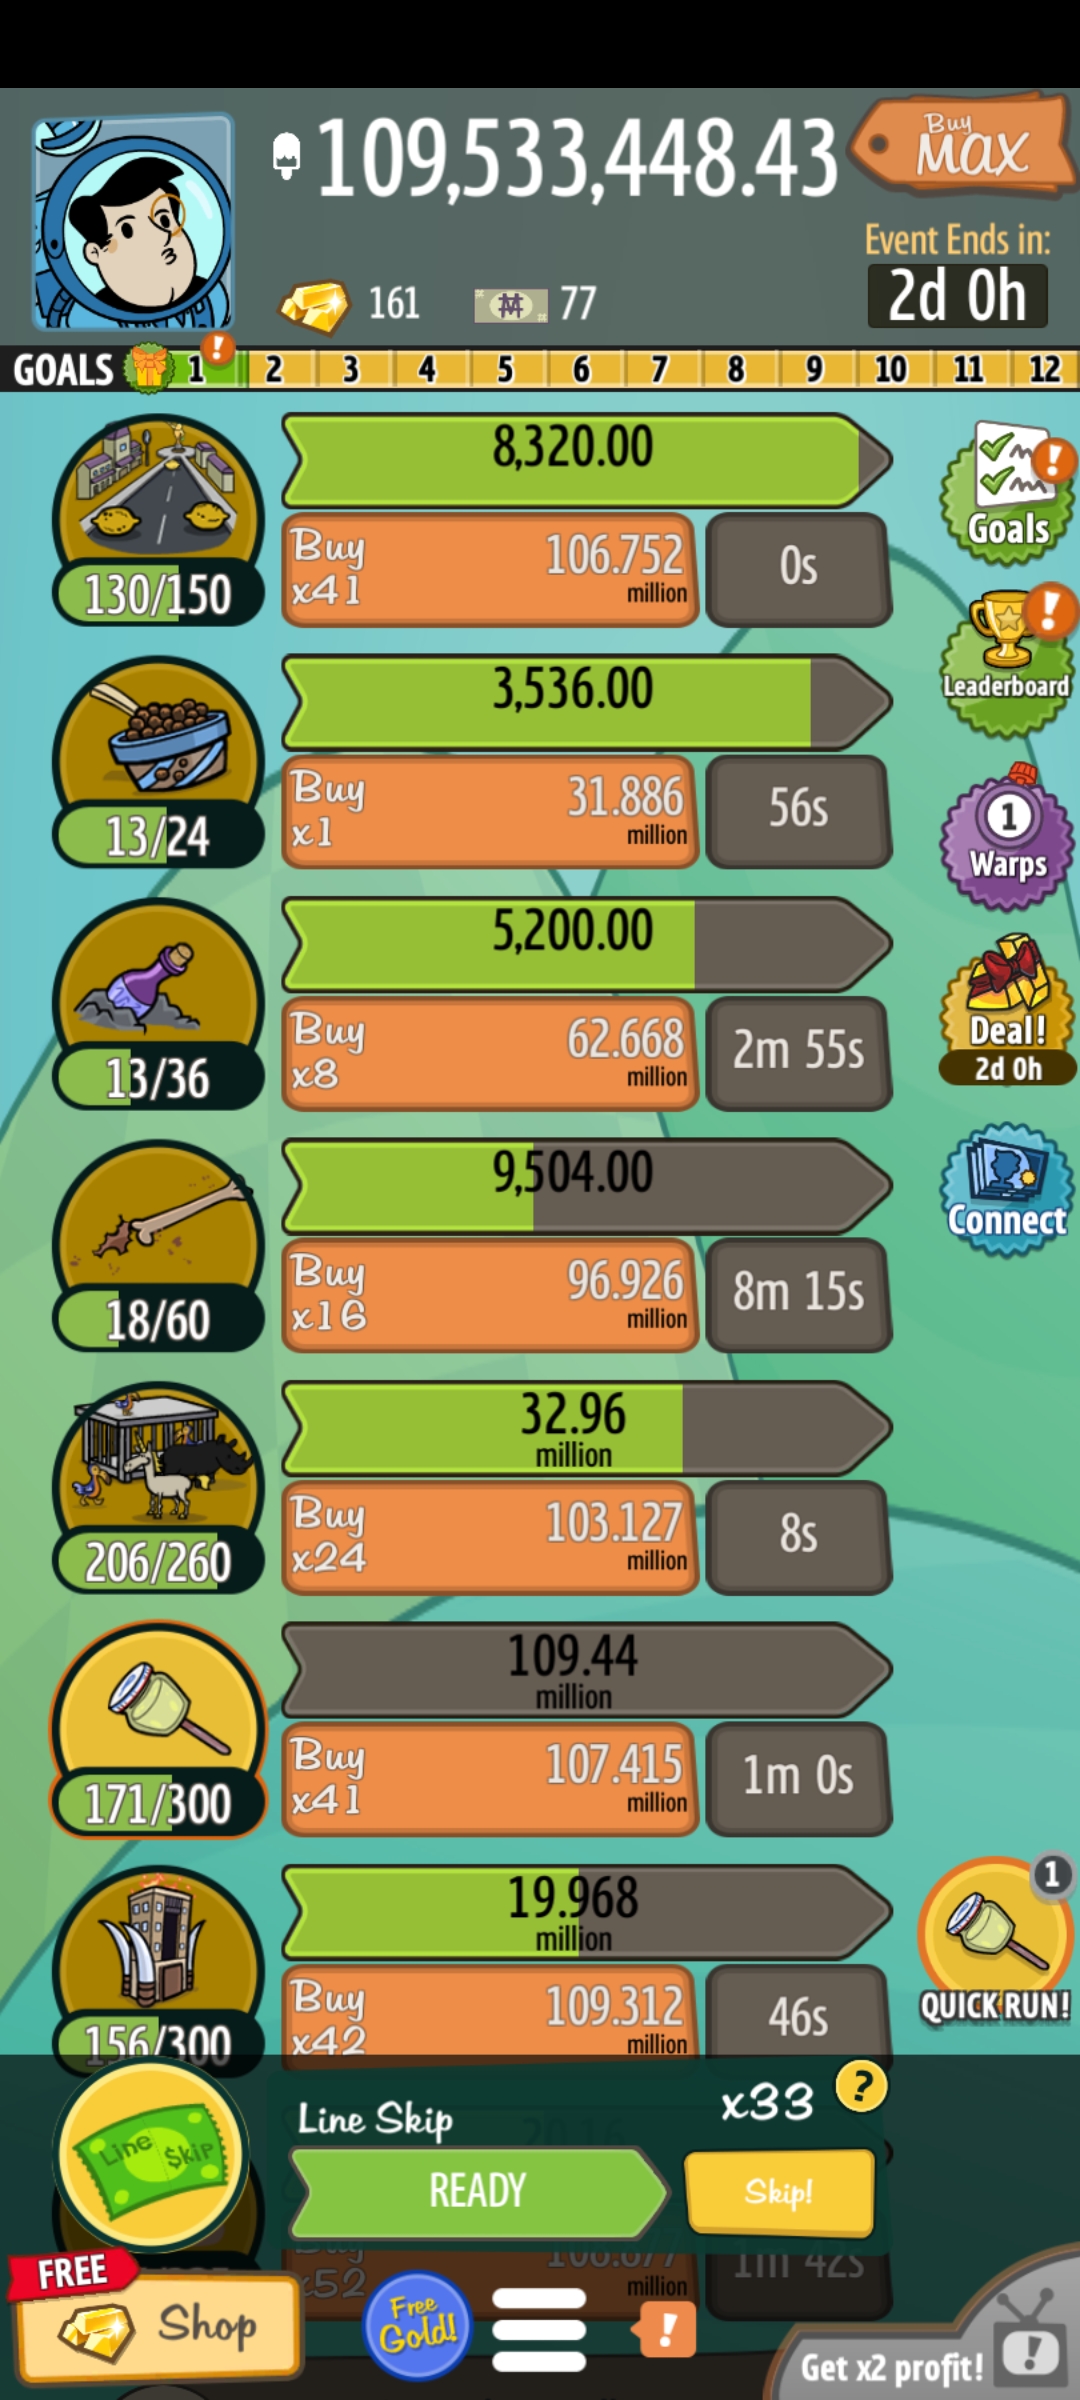 109,533,448.43
Buy
MAX
Event Ends in:
2d 0h
161
77
GOALS 1 ! 2 3 4 5 6 7 8 9 10 11 12
8,320.00
Buy
x41
106.752
million
0s
130/150
!
Goals
3,536.00
Buy
x1
31.886
million
56s
13/24
!
Leaderboard
5,200.00
Buy
x8
62.668
million
2m 55s
13/36
1
Warps
9,504.00
Buy
x16
96.926
million
8m 15s
18/60
Deal!
2d 0h
32.96
million
Buy
x24
103.127
million
8s
206/260
Connect
109.44
million
Buy
x41
107.415
million
1m 0s
171/300
19.968
million
Buy
x42
109.312
million
46s
156/300
1
QUICK RUN!
Line Skip
x33
?
Line $kip
READY
Skip!
20.16
Buy
x52
million
1m 42s
FREE
Shop
Free
Gold!
!
Get x2 profit!
!